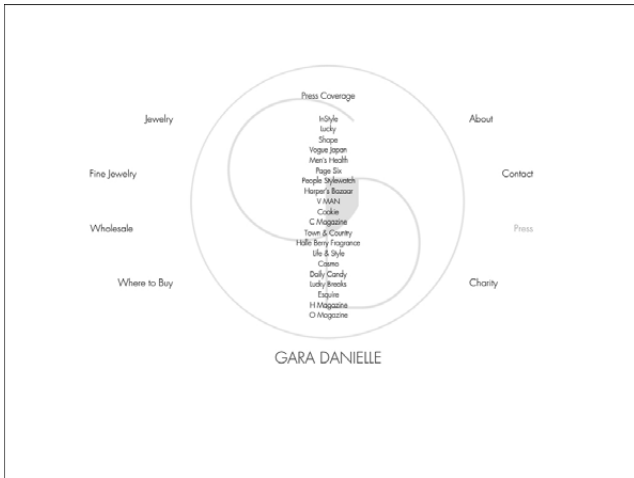 Press Coverage
Jewelry
InStyle
About
Lucky
Shape
Vogue Japan
Men's Health
Page Six
Fine Jewelry
Contact
People Stylewatch
Harper's Bazaar
V MAN
Cookie
C Magazine
Wholesale
Press
Town & Country
Halle Berry Fragrance
Life & Style
Cosmo
Daily Candy
Where to Buy
Lucky Breaks
Charity
Esquire
H Magazine
O Magazine
GARA DANIELLE